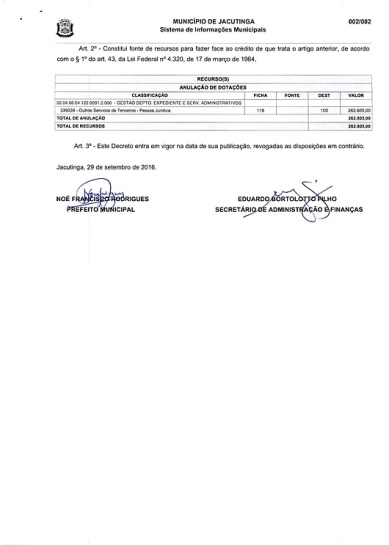 MUNICÍPIO DE JACUTINGA
002/002
Sistema de Informações Municipais
Art. 2º - Constitui fonte de recursos para fazer face ao crédito de que trata o artigo anterior, de acordo
com o § 1º do art. 43, da Lei Federal nº 4.320, de 17 de março de 1964,
RECURSO(S)
ANULAÇÃO DE DOTAÇÕES
CLASSIFICAÇÃO FICHA FONTE DEST VALOR
02.04.00.04.122.0001.2.000 - GESTAO DEPTO. EXPEDIENTE E SERV. ADMINISTRATIVOS
339039 - Outros Servicos de Terceiros - Pessoa Juridica 118 100 262.805,00
TOTAL DE ANULAÇÃO 262.805,00
TOTAL DE RECURSOS 262.805,00
Art. 3º - Este Decreto entra em vigor na data de sua publicação, revogadas as disposições em contrário.
Jacutinga, 29 de setembro de 2016.
NOÉ FRANCISCO RODRIGUES
PREFEITO MUNICIPAL
EDUARDO BORTOLOTTO FILHO
SECRETÁRIO DE ADMINISTRAÇÃO E FINANÇAS